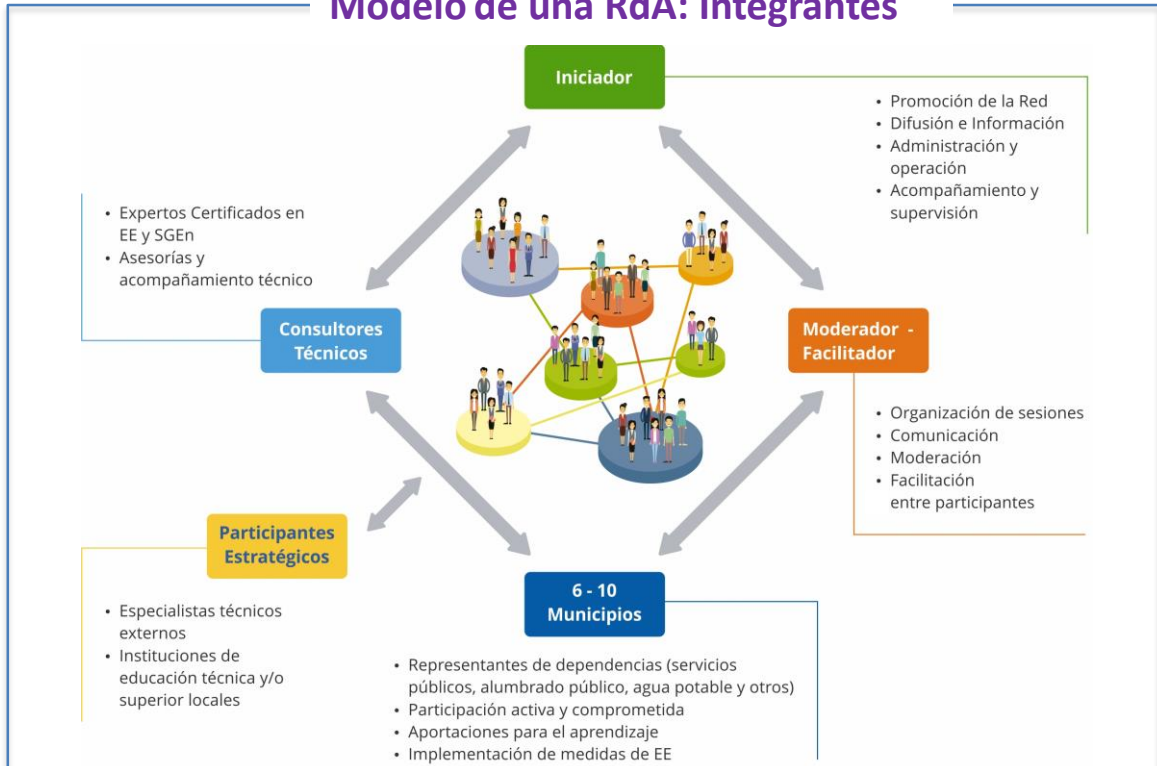 Modelo de una RdA: Integrantes
Iniciador
• Promoción de la Red
• Difusión e Información
• Administración y
operación
• Acompañamiento y
supervisión
• Expertos Certificados en
EE y SGEn
• Asesorías y
acompañamiento técnico
Consultores
Técnicos
Moderador -
Facilitador
• Organización de sesiones
• Comunicación
• Moderación
• Facilitación
entre participantes
Participantes
Estratégicos
• Especialistas técnicos
externos
• Instituciones de
educación técnica y/o
superior locales
6 - 10
Municipios
• Representantes de dependencias (servicios
públicos, alumbrado público, agua potable y otros)
• Participación activa y comprometida
• Aportaciones para el aprendizaje
• Implementación de medidas de EE